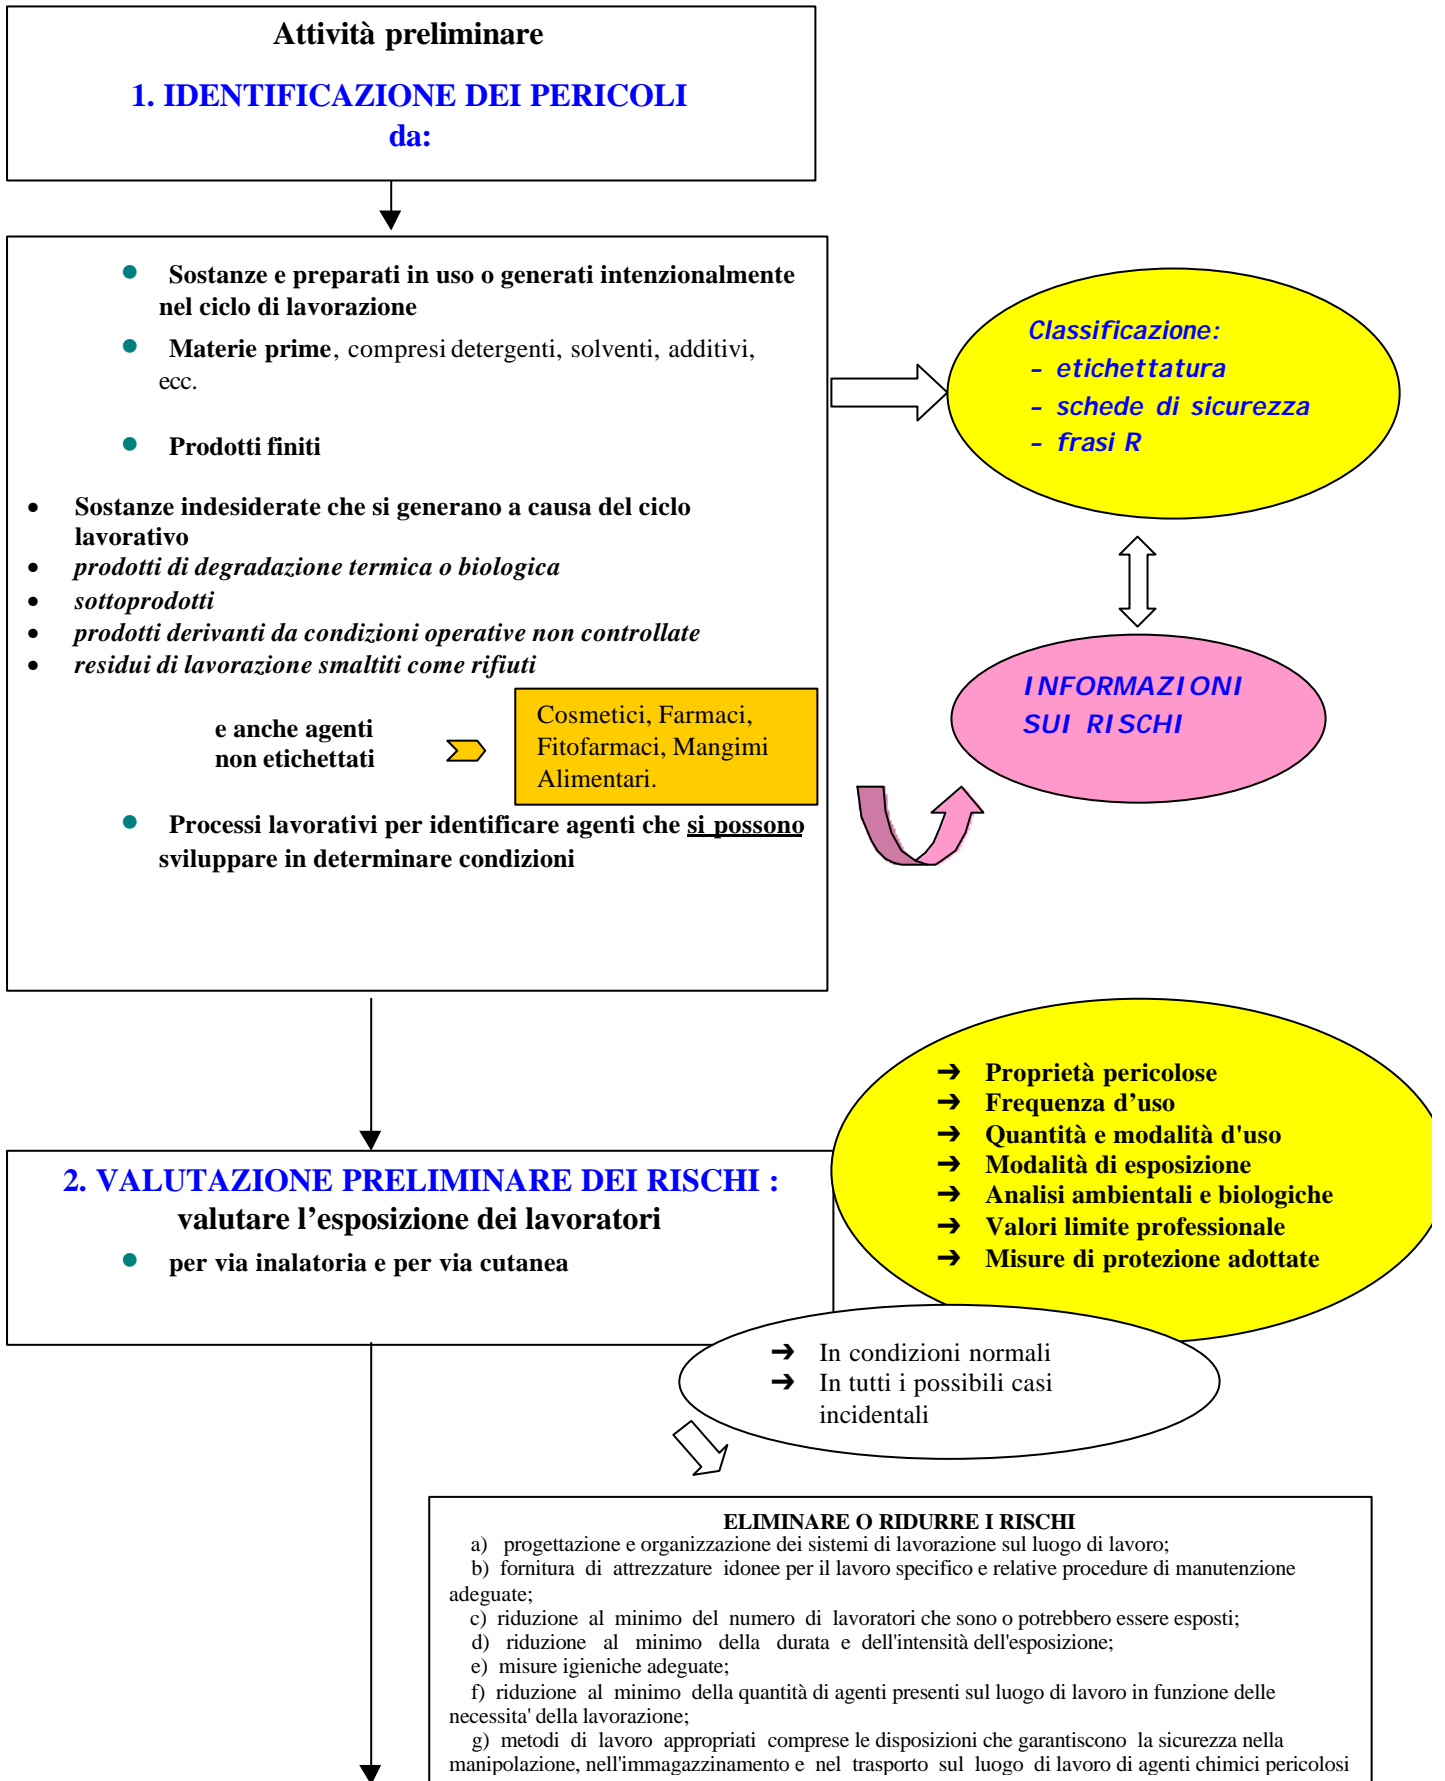 Attività preliminare
1. IDENTIFICAZIONE DEI PERICOLI
da:
Sostanze e preparati in uso o generati intenzionalmente
nel ciclo di lavorazione
Materie prime, compresi detergenti, solventi, additivi,
ecc.
Prodotti finiti
Sostanze indesiderate che si generano a causa del ciclo
lavorativo
prodotti di degradazione termica o biologica
sottoprodotti
prodotti derivanti da condizioni operative non controllate
residui di lavorazione smaltiti come rifiuti
e anche agenti
non etichettati
Cosmetici, Farmaci,
Fitofarmaci, Mangimi
Alimentari.
Processi lavorativi per identificare agenti che si possono
sviluppare in determinare condizioni
Classificazione:
- etichettatura
- schede di sicurezza
- frasi R
INFORMAZIONI
SUI RISCHI
2. VALUTAZIONE PRELIMINARE DEI RISCHI :
valutare l’esposizione dei lavoratori
per via inalatoria e per via cutanea
➔ Proprietà pericolose
➔ Frequenza d’uso
➔ Quantità e modalità d'uso
➔ Modalità di esposizione
➔ Analisi ambientali e biologiche
➔ Valori limite professionale
➔ Misure di protezione adottate
➔ In condizioni normali
➔ In tutti i possibili casi
incidentali
ELIMINARE O RIDURRE I RISCHI
a) progettazione e organizzazione dei sistemi di lavorazione sul luogo di lavoro;
b) fornitura di attrezzature idonee per il lavoro specifico e relative procedure di manutenzione
adeguate;
c) riduzione al minimo del numero di lavoratori che sono o potrebbero essere esposti;
d) riduzione al minimo della durata e dell'intensità dell'esposizione;
e) misure igieniche adeguate;
f) riduzione al minimo della quantità di agenti presenti sul luogo di lavoro in funzione delle
necessita' della lavorazione;
g) metodi di lavoro appropriati comprese le disposizioni che garantiscono la sicurezza nella
manipolazione, nell'immagazzinamento e nel trasporto sul luogo di lavoro di agenti chimici pericolosi